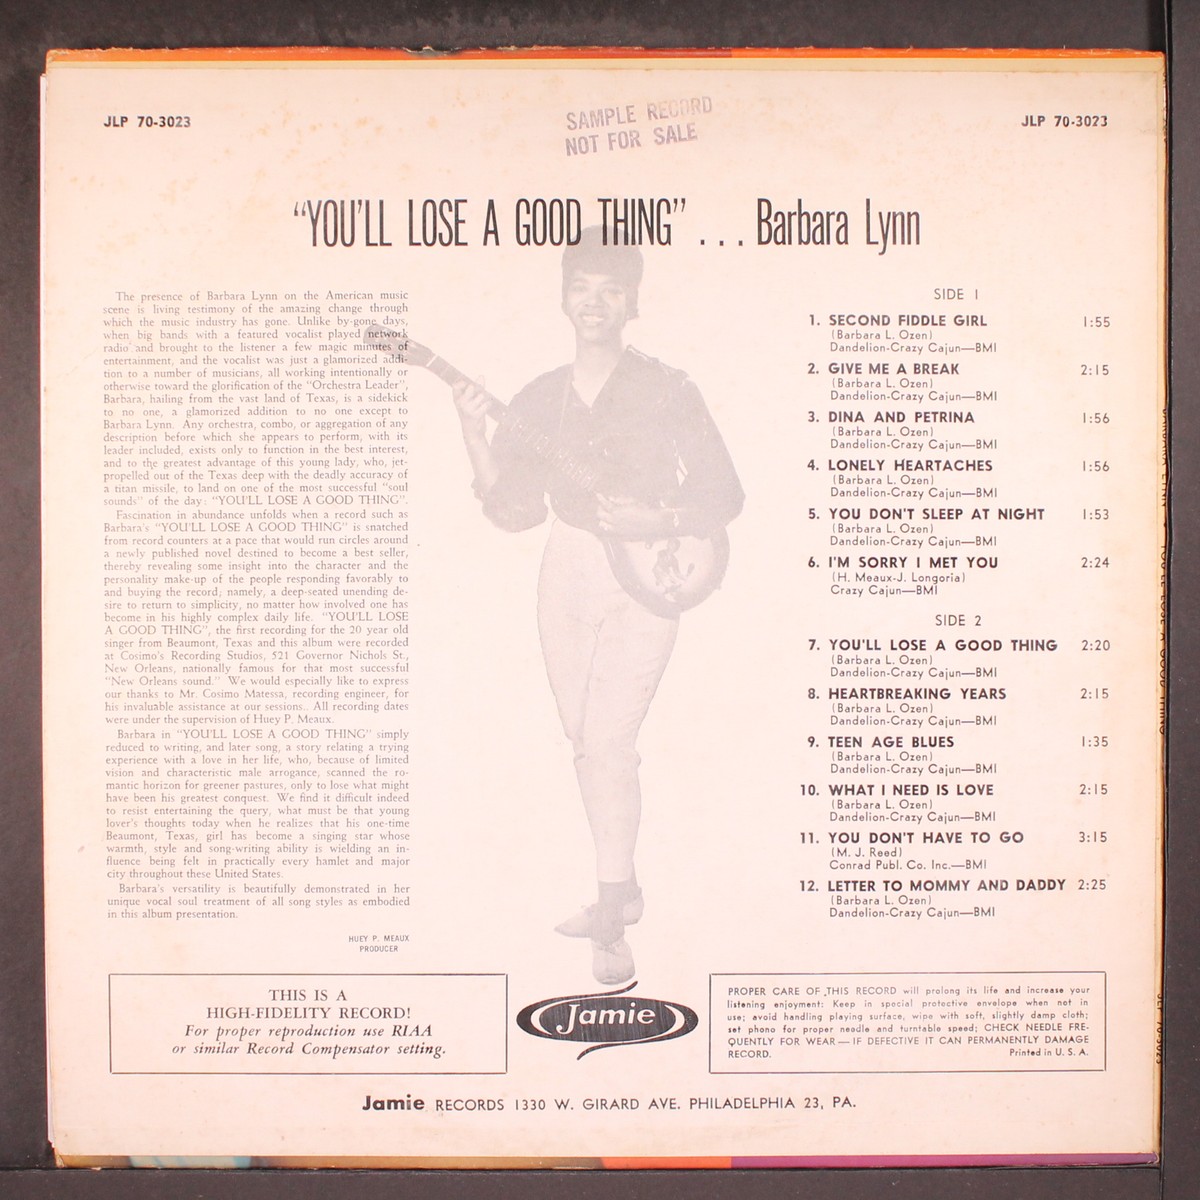 JLP 70-3023
SAMPLE RECORD
NOT FOR SALE
JLP 70-3023
"YOU'LL LOSE A GOOD THING" . . . Barbara Lynn
The presence of Barbara Lynn on the American music
scene is living testimony of the amazing change through
which the music industry has gone. Unlike by-gone days,
when big bands with a featured vocalist played network
radio and brought to the listener a few magic minutes of
entertainment, and the vocalist was just a glamorized addi-
tion to a number of musicians, all working intentionally or
otherwise toward the glorification of the "Orchestra Leader",
Barbara, hailing from the vast land of Texas, is a sidekick
to no one, a glamorized addition to no one except to
Barbara Lynn. Any orchestra, combo, or aggregation of any
description before which she appears to perform, with its
leader included, exists only to function in the best interest,
and to the greatest advantage of this young lady, who, jet-
propelled out of the Texas deep with the deadly accuracy of
a titan missile, to land on one of the most successful "soul
sounds" of the day: "YOU'LL LOSE A GOOD THING".
Fascination in abundance unfolds when a record such as
Barbara's "YOU'LL LOSE A GOOD THING" is snatched
from record counters at a pace that would run circles around
a newly published novel destined to become a best seller,
thereby revealing some insight into the character and the
personality make-up of the people responding favorably to
and buying the record; namely, a deep-seated unending de-
sire to return to simplicity, no matter how involved one has
become in his highly complex daily life. "YOU'LL LOSE
A GOOD THING", the first recording for the 20 year old
singer from Beaumont, Texas and this album were recorded
at Cosimo's Recording Studios, 521 Governor Nichols St.,
New Orleans, nationally famous for that most successful
"New Orleans sound." We would especially like to express
our thanks to Mr. Cosimo Matessa, recording engineer, for
his invaluable assistance at our sessions.. All recording dates
were under the supervision of Huey P. Meaux.
Barbara in "YOU'LL LOSE A GOOD THING" simply
reduced to writing, and later song, a story relating a trying
experience with a love in her life, who, because of limited
vision and characteristic male arrogance, scanned the ro-
mantic horizon for greener pastures, only to lose what might
have been his greatest conquest. We find it difficult indeed
to resist entertaining the query, what must be that young
lover's thoughts today when he realizes that his one-time
Beaumont, Texas, girl has become a singing star whose
warmth, style and song-writing ability is wielding an in-
fluence being felt in practically every hamlet and major
city throughout these United States.
Barbara's versatility is beautifully demonstrated in her
unique vocal soul treatment of all song styles as embodied
in this album presentation.
HUEY P. MEAUX
PRODUCER
SIDE 1
1. SECOND FIDDLE GIRL 1:55
(Barbara L. Ozen)
Dandelion-Crazy Cajun—BMI
2. GIVE ME A BREAK 2:15
(Barbara L. Ozen)
Dandelion-Crazy Cajun—BMI
3. DINA AND PETRINA 1:56
(Barbara L. Ozen)
Dandelion-Crazy Cajun—BMI
4. LONELY HEARTACHES 1:56
(Barbara L. Ozen)
Dandelion-Crazy Cajun—BMI
5. YOU DON'T SLEEP AT NIGHT 1:53
(Barbara L. Ozen)
Dandelion-Crazy Cajun—BMI
6. I'M SORRY I MET YOU 2:24
(H. Meaux-J. Longoria)
Crazy Cajun—BMI
SIDE 2
7. YOU'LL LOSE A GOOD THING 2:20
(Barbara L. Ozen)
Dandelion-Crazy Cajun—BMI
8. HEARTBREAKING YEARS 2:15
(Barbara L. Ozen)
Dandelion-Crazy Cajun—BMI
9. TEEN AGE BLUES 1:35
(Barbara L. Ozen)
Dandelion-Crazy Cajun—BMI
10. WHAT I NEED IS LOVE 2:15
(Barbara L. Ozen)
Dandelion-Crazy Cajun—BMI
11. YOU DON'T HAVE TO GO 3:15
(M. J. Reed)
Conrad Publ. Co. Inc.—BMI
12. LETTER TO MOMMY AND DADDY 2:25
(Barbara L. Ozen)
Dandelion-Crazy Cajun—BMI
THIS IS A
HIGH-FIDELITY RECORD!
For proper reproduction use RIAA
or similar Record Compensator setting.
Jamie
PROPER CARE OF THIS RECORD will prolong its life and increase your
listening enjoyment: Keep in special protective envelope when not in
use; avoid handling playing surface, wipe with soft, slightly damp cloth;
set phono for proper needle and turntable speed; CHECK NEEDLE FRE-
QUENTLY FOR WEAR — IF DEFECTIVE IT CAN PERMANENTLY DAMAGE
RECORD. Printed in U. S. A.
Jamie RECORDS 1330 W. GIRARD AVE. PHILADELPHIA 23, PA.